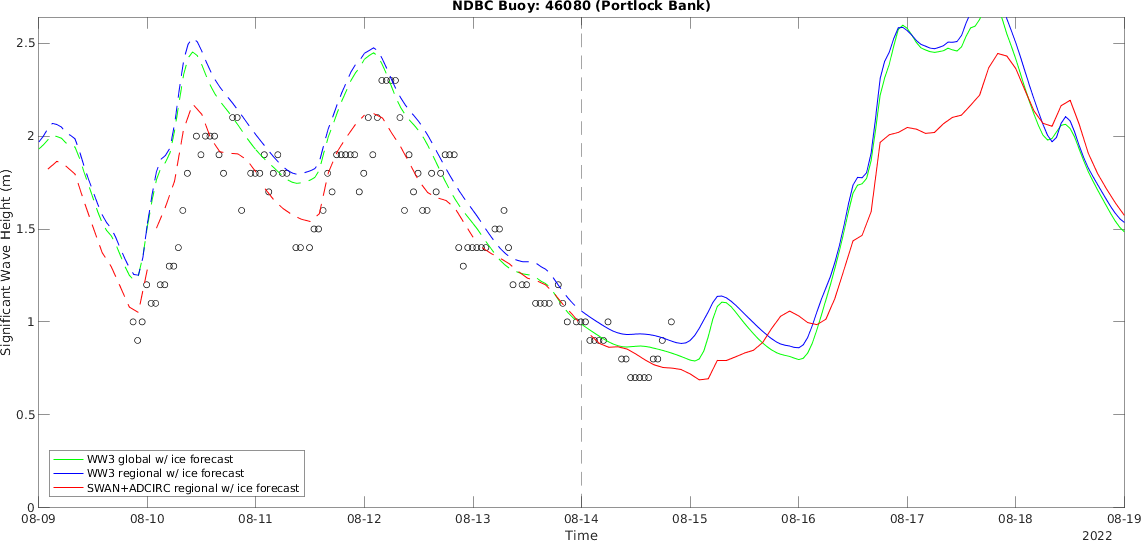 NDBC Buoy: 46080 (Portlock Bank)
Significant Wave Height (m)
2.5
2
1.5
1
0.5
0
WW3 global w/ ice forecast
WW3 regional w/ ice forecast
SWAN+ADCIRC regional w/ ice forecast
08-09 08-10 08-11 08-12 08-13 08-14 08-15 08-16 08-17 08-18 08-19
Time
2022